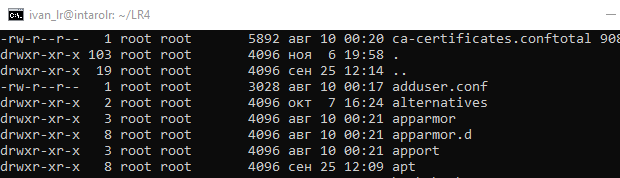 ivan_lr@intarolr: ~/LR4
-rw-r--r--   1 root root       5892 авг 10 00:20 ca-certificates.conftotal 908
drwxr-xr-x 103 root root       4096 ноя  6 19:58 .
drwxr-xr-x  19 root root       4096 сен 25 12:14 ..
-rw-r--r--   1 root root       3028 авг 10 00:17 adduser.conf
drwxr-xr-x   2 root root       4096 окт  7 16:24 alternatives
drwxr-xr-x   3 root root       4096 авг 10 00:21 apparmor
drwxr-xr-x   8 root root       4096 авг 10 00:21 apparmor.d
drwxr-xr-x   3 root root       4096 авг 10 00:21 apport
drwxr-xr-x   8 root root       4096 сен 25 12:09 apt